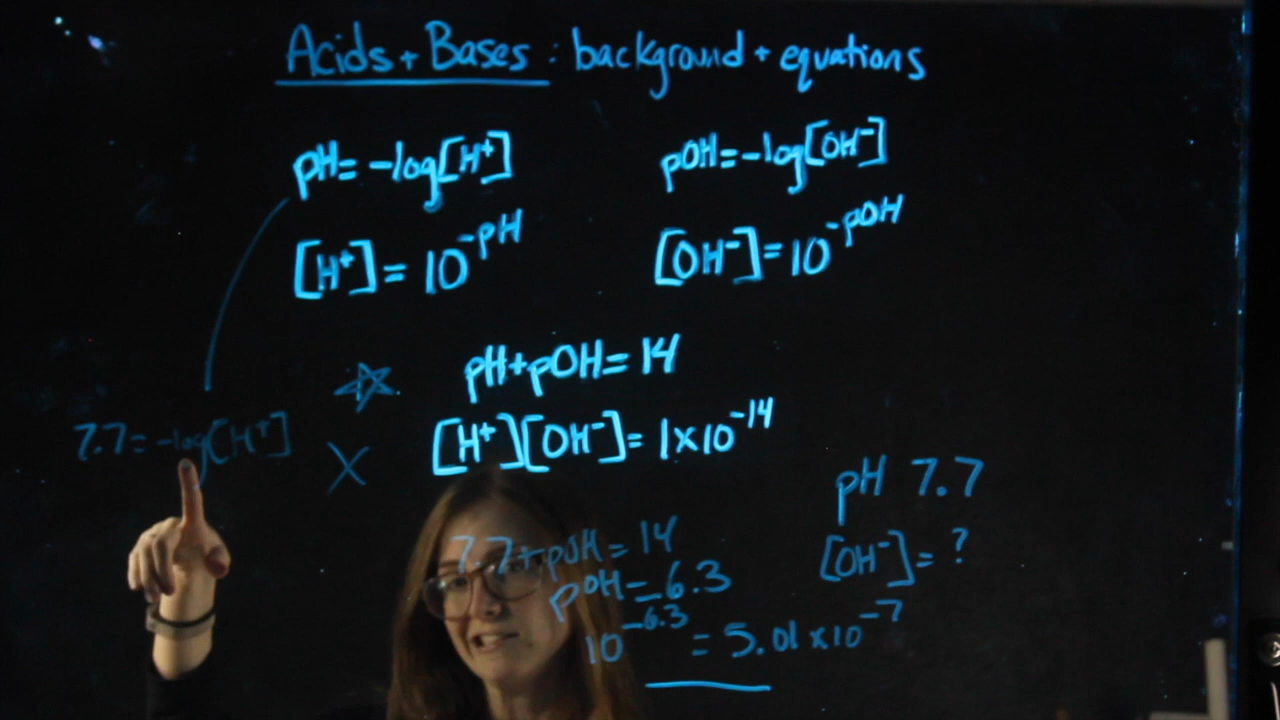 Acids + Bases : background + equations
pH= -log[H⁺]
pOH=-log[OH⁻]
[H⁺] = 10⁻ᵖᴴ
[OH⁻]=10⁻ᵖᴼᴴ
pH+pOH=14
7.7= -log[H⁺]
[H⁺][OH⁻]= 1x10⁻¹⁴
X
pH 7.7
7.7+pOH=14
[OH⁻]= ?
pOH=6.3
10⁻⁶·³ = 5.01x10⁻⁷